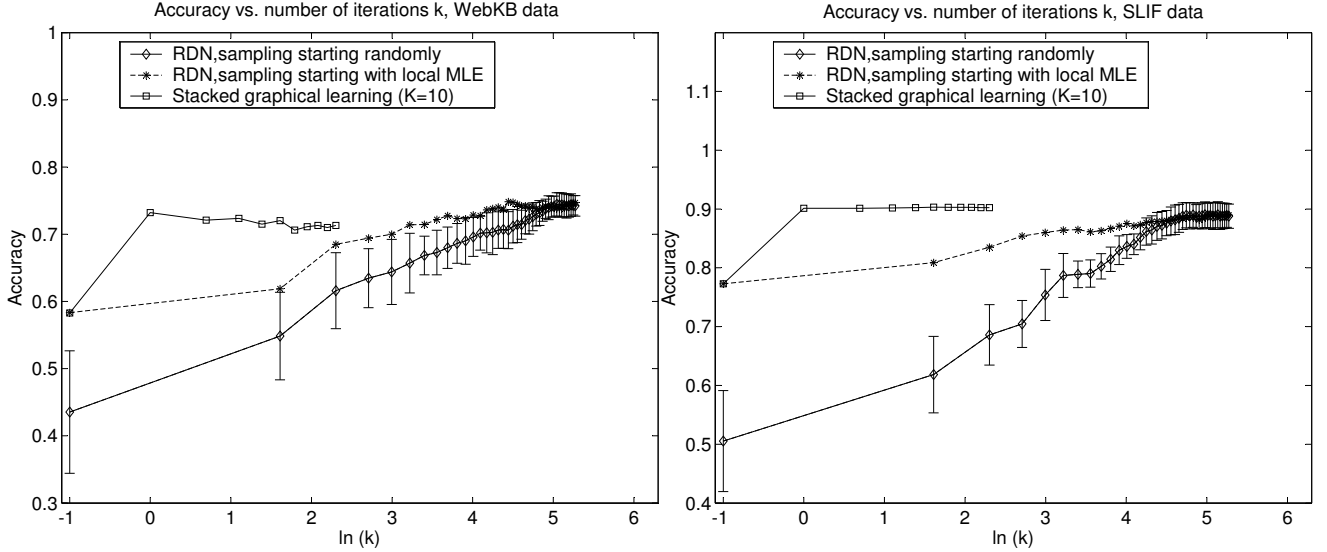 Accuracy vs. number of iterations k, WebKB data
RDN,sampling starting randomly
RDN,sampling starting with local MLE
Stacked graphical learning (K=10)
1
0.9
0.8
0.7
0.6
0.5
0.4
0.3
Accuracy
-1 0 1 2 3 4 5 6
ln (k)
Accuracy vs. number of iterations k, SLIF data
RDN,sampling starting randomly
RDN,sampling starting with local MLE
Stacked graphical learning (K=10)
1.1
1
0.9
0.8
0.7
0.6
0.5
0.4
Accuracy
-1 0 1 2 3 4 5 6
ln (k)